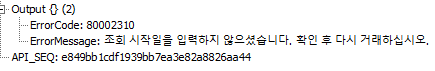 Output {} (2)
ErrorCode: 80002310
ErrorMessage: 조회 시작일을 입력하지 않으셨습니다. 확인 후 다시 거래하십시오.
API_SEQ: e849bb1cdf1939bb7ea3e82a8826aa44